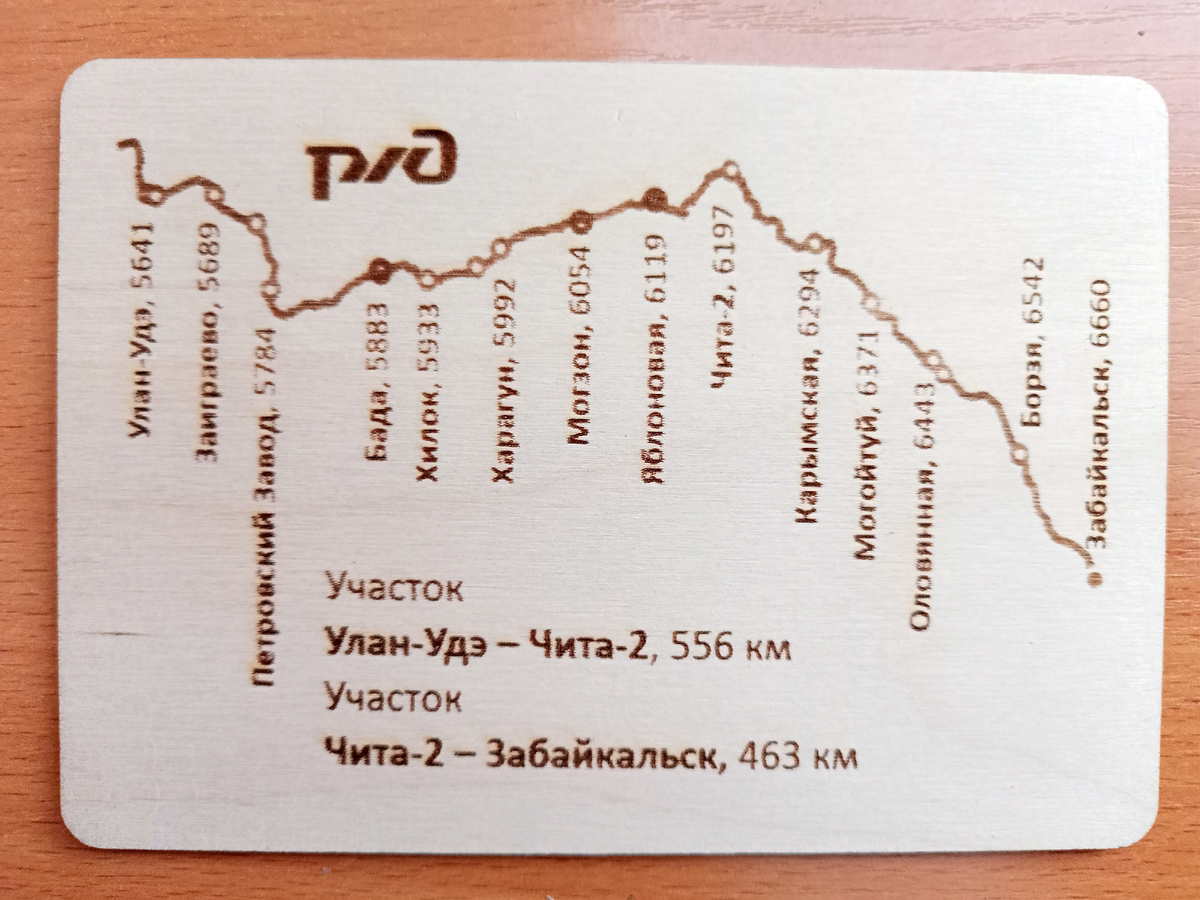 ржд
Улан-Удэ, 5641
Заиграево, 5689
Петровский Завод, 5784
Бада, 5883
Хилок, 5933
Харагун, 5992
Могзон, 6054
Яблоновая, 6119
Чита-2, 6197
Карымская, 6294
Могойтуй, 6371
Оловянная, 6443
Борзя, 6542
Забайкальск, 6660
Участок
Улан-Удэ – Чита-2, 556 км
Участок
Чита-2 – Забайкальск, 463 км